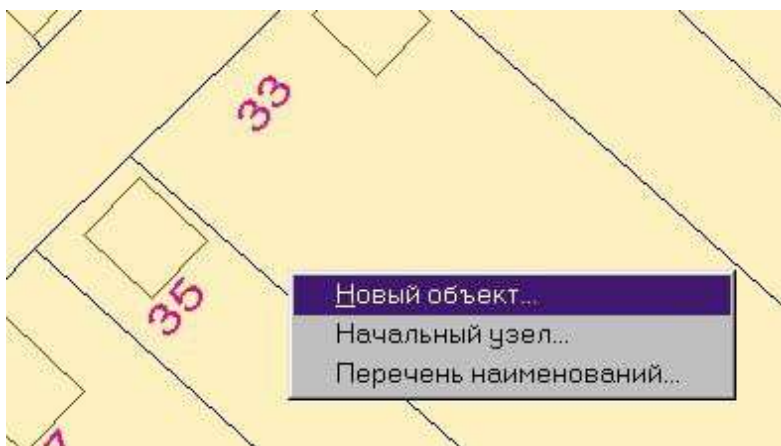 33
35
Новый объект...
Начальный узел...
Перечень наименований...